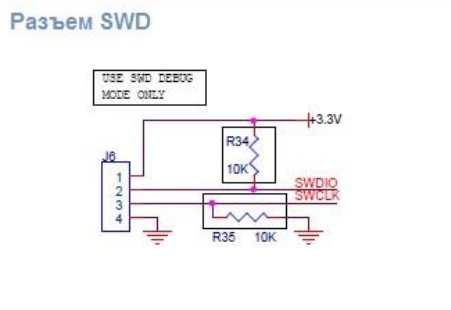 Разъем SWD
USE SWD DEBUG
MODE ONLY
+3.3V
R34
J6
10K
1
2
3
4
SWDIO
SWCLK
R35 10K